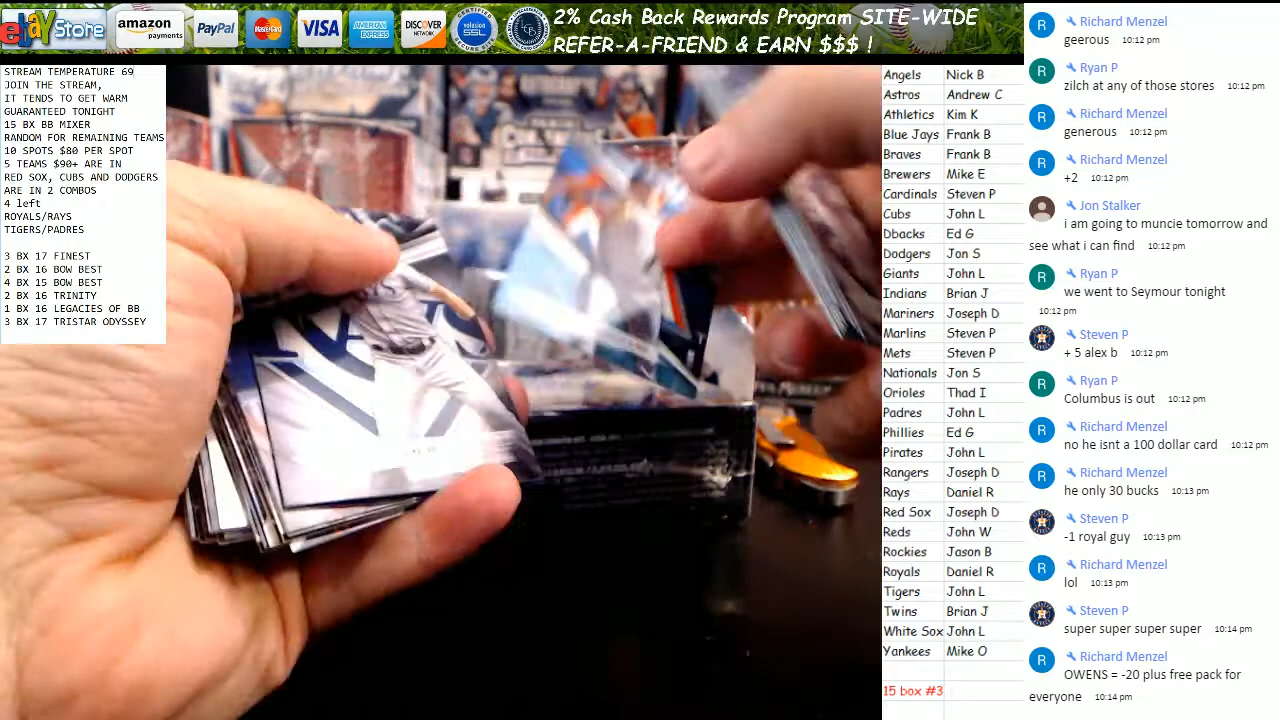 ebay Store
amazon
payments
PayPal
MasterCard
VISA
AMERICAN
EXPRESS
DISCOVER
NETWORK
volusion
SSL
2% Cash Back Rewards Program SITE-WIDE
REFER-A-FRIEND & EARN $$$ !
STREAM TEMPERATURE 69
JOIN THE STREAM,
IT TENDS TO GET WARM
GUARANTEED TONIGHT
15 BX BB MIXER
RANDOM FOR REMAINING TEAMS
10 SPOTS $80 PER SPOT
5 TEAMS $90+ ARE IN
RED SOX, CUBS AND DODGERS
ARE IN 2 COMBOS
4 left
ROYALS/RAYS
TIGERS/PADRES
3 BX 17 FINEST
2 BX 16 BOW BEST
4 BX 15 BOW BEST
2 BX 16 TRINITY
1 BX 16 LEGACIES OF BB
3 BX 17 TRISTAR ODYSSEY
Angels Nick B
Astros Andrew C
Athletics Kim K
Blue Jays Frank B
Braves Frank B
Brewers Mike E
Cardinals Steven P
Cubs John L
Dbacks Ed G
Dodgers Jon S
Giants John L
Indians Brian J
Mariners Joseph D
Marlins Steven P
Mets Steven P
Nationals Jon S
Orioles Thad I
Padres John L
Phillies Ed G
Pirates John L
Rangers Joseph D
Rays Daniel R
Red Sox Joseph D
Reds John W
Rockies Jason B
Royals Daniel R
Tigers John L
Twins Brian J
White Sox John L
Yankees Mike O
15 box #3
R Richard Menzel
geerous 10:12 pm
R Ryan P
zilch at any of those stores 10:12 pm
R Richard Menzel
generous 10:12 pm
R Richard Menzel
+2 10:12 pm
Jon Stalker
i am going to muncie tomorrow and
see what i can find 10:12 pm
R Ryan P
we went to Seymour tonight
10:12 pm
Steven P
+ 5 alex b 10:12 pm
R Ryan P
Columbus is out 10:12 pm
R Richard Menzel
no he isnt a 100 dollar card 10:12 pm
R Richard Menzel
he only 30 bucks 10:13 pm
Steven P
-1 royal guy 10:13 pm
R Richard Menzel
lol 10:13 pm
Steven P
super super super super 10:14 pm
R Richard Menzel
OWENS = -20 plus free pack for
everyone 10:14 pm